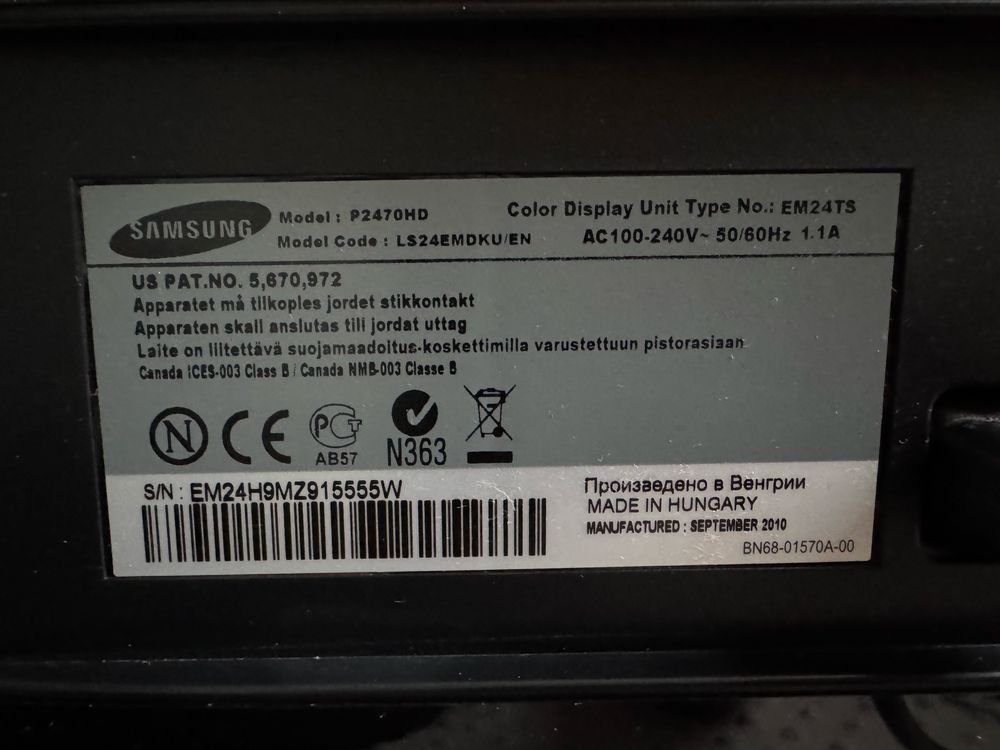 SAMSUNG
Model : P2470HD
Model Code : LS24EMDKU/EN
Color Display Unit Type No.: EM24TS
AC100-240V~ 50/60Hz 1.1A
US PAT.NO. 5,670,972
Apparatet må tilkoples jordet stikkontakt
Apparaten skall anslutas till jordat uttag
Laite on liitettävä suojamaadoitus-koskettimilla varustettuun pistorasiaan
Canada ICES-003 Class B / Canada NMB-003 Classe B
N CE PCT
AB57
N363
S/N : EM24H9MZ915555W
Произведено в Венгрии
MADE IN HUNGARY
MANUFACTURED : SEPTEMBER 2010
BN68-01570A-00